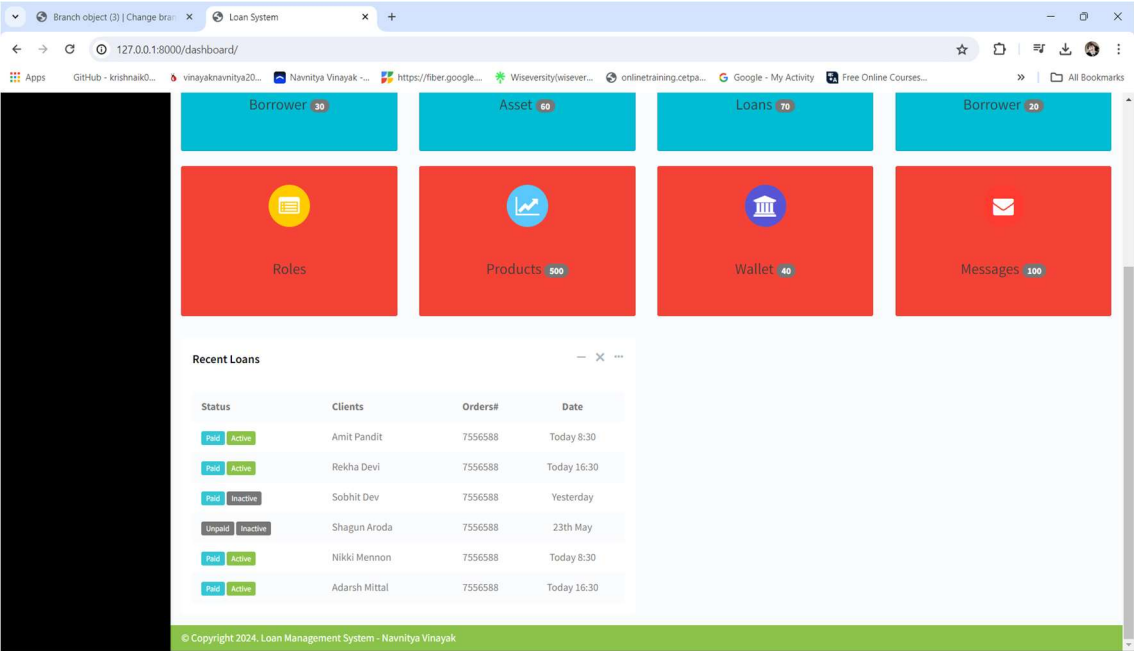 Branch object (3) | Change bran
Loan System
127.0.0.1:8000/dashboard/
Apps GitHub - krishnaik0... vinayaknavnitya20... Navnitya Vinayak -... https://fiber.google.... Wiseversity(wisever... onlinetraining.cetpa... Google - My Activity Free Online Courses... » All Bookmarks
Borrower 30 Asset 60 Loans 70 Borrower 20
Roles Products 500 Wallet 40 Messages 100
Recent Loans
Status Clients Orders# Date
Paid Active Amit Pandit 7556588 Today 8:30
Paid Active Rekha Devi 7556588 Today 16:30
Paid Inactive Sobhit Dev 7556588 Yesterday
Unpaid Inactive Shagun Aroda 7556588 23th May
Paid Active Nikki Mennon 7556588 Today 8:30
Paid Active Adarsh Mittal 7556588 Today 16:30
© Copyright 2024. Loan Management System - Navnitya Vinayak